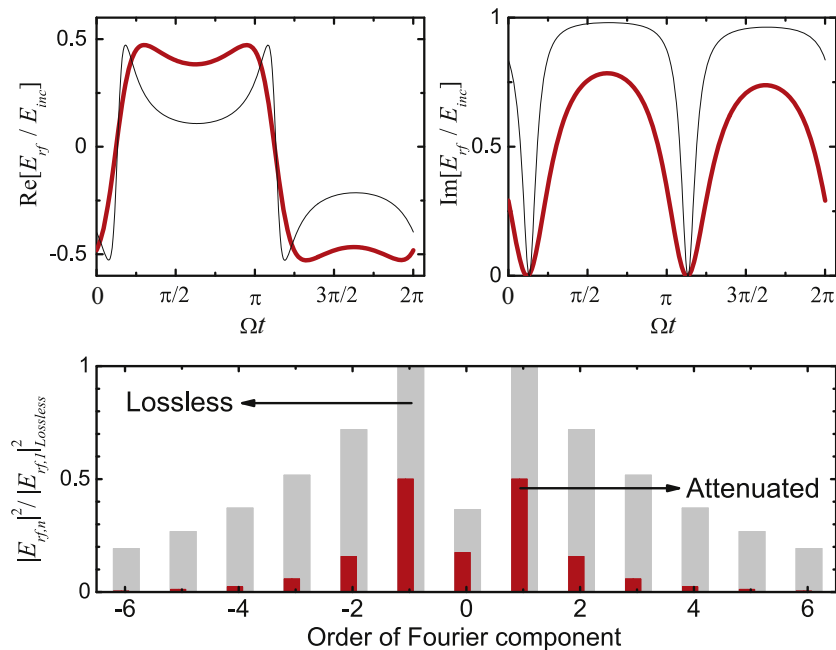 Re[E_rf / E_inc]
0.5
0
-0.5
0 π/2 π 3π/2 2π
Ωt
Im[E_rf / E_inc]
1
0.5
0
0 π/2 π 3π/2 2π
Ωt
|E_rf,n|²/ |E_rf,1|²_Lossless
1
0.5
0
Lossless
Attenuated
-6 -4 -2 0 2 4 6
Order of Fourier component